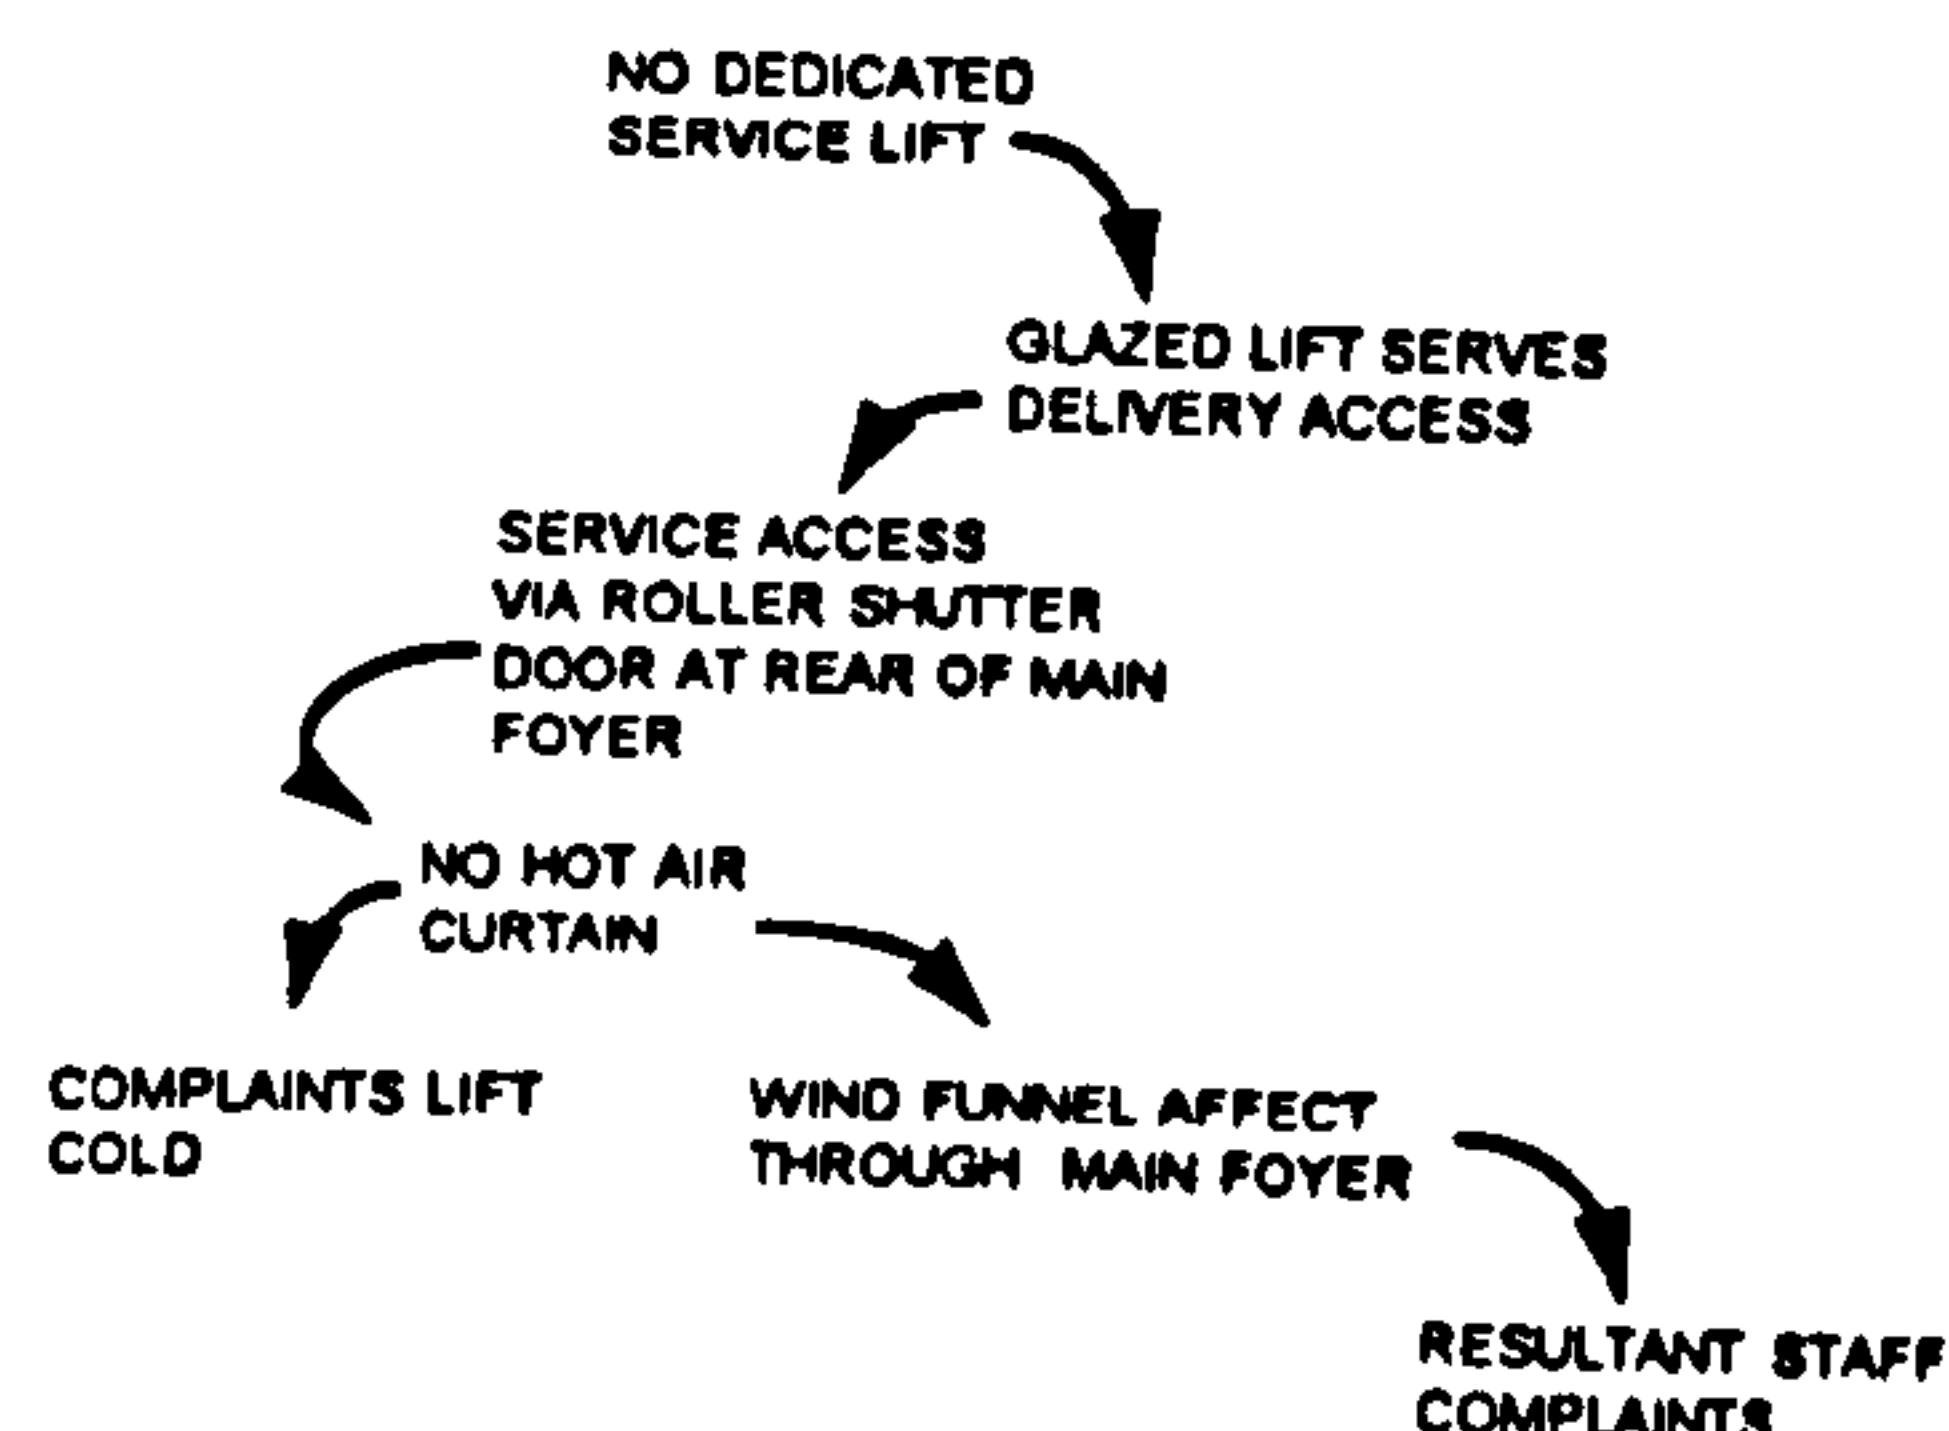 NO DEDICATED
SERVICE LIFT
GLAZED LIFT SERVES
DELIVERY ACCESS
SERVICE ACCESS
VIA ROLLER SHUTTER
DOOR AT REAR OF MAIN
FOYER
NO HOT AIR
CURTAIN
COMPLAINTS LIFT
COLD
WIND FUNNEL AFFECT
THROUGH MAIN FOYER
RESULTANT STAFF
COMPLAINTS